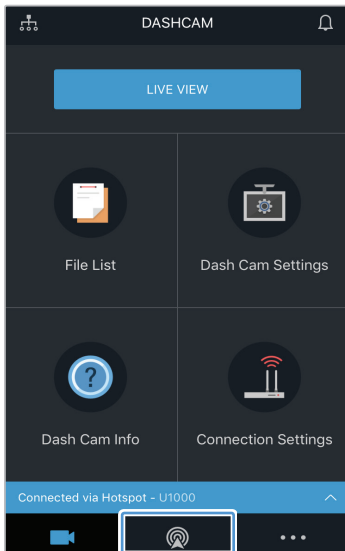 DASHCAM
LIVE VIEW
File List
Dash Cam Settings
Dash Cam Info
Connection Settings
Connected via Hotspot - U1000